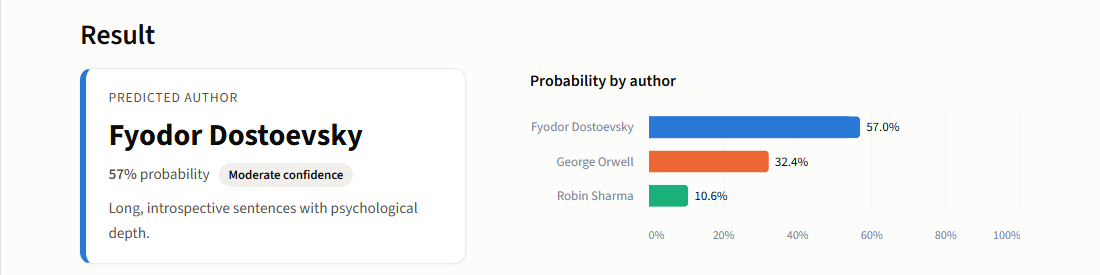 Result
PREDICTED AUTHOR
Fyodor Dostoevsky
57% probability Moderate confidence
Long, introspective sentences with psychological
depth.
Probability by author
Fyodor Dostoevsky 57.0%
George Orwell 32.4%
Robin Sharma 10.6%
0% 20% 40% 60% 80% 100%